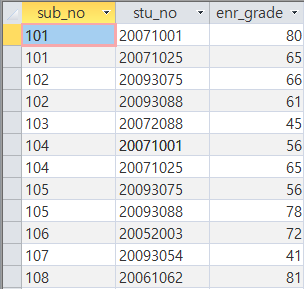 sub_no stu_no enr_grade
101 20071001 80
101 20071025 65
102 20093075 66
102 20093088 61
103 20072088 45
104 20071001 56
104 20071025 65
105 20093075 56
105 20093088 78
106 20052003 72
107 20093054 41
108 20061062 81